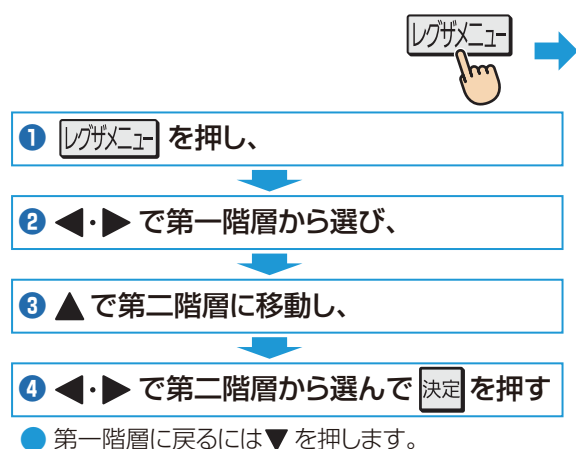 レグザメニュー
❶ レグザメニュー を押し、
❷ ◀・▶ で第一階層から選び、
❸ ▲ で第二階層に移動し、
❹ ◀・▶ で第二階層から選んで 決定 を押す
● 第一階層に戻るには▼ を押します。